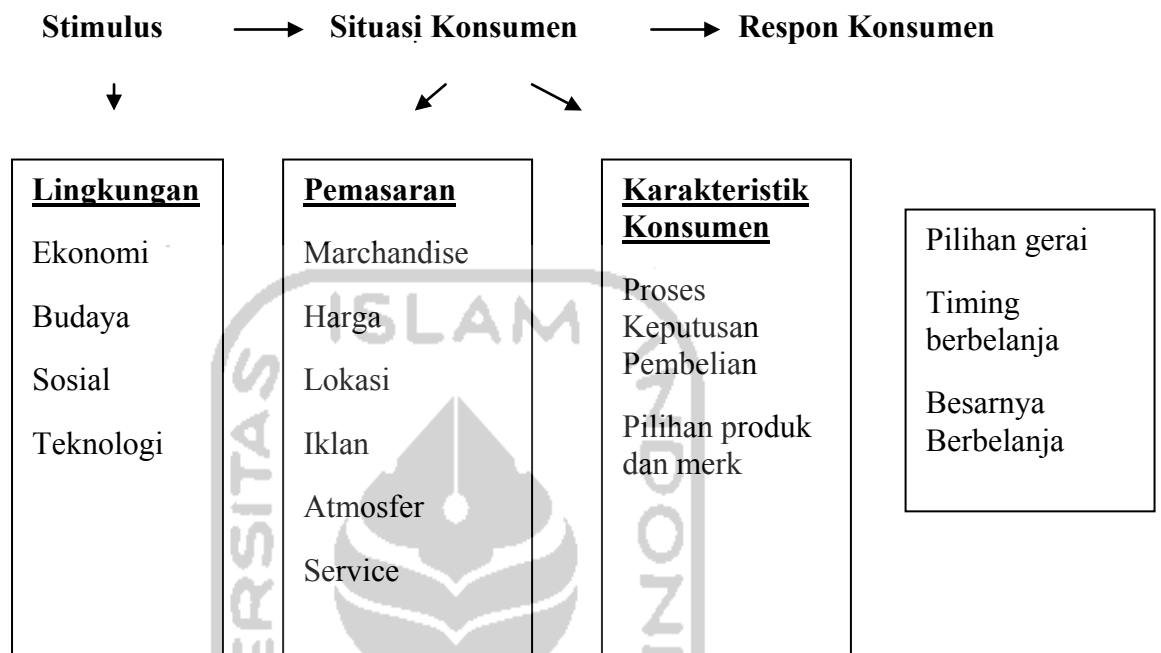 Stimulus → Situasi Konsumen → Respon Konsumen
Lingkungan
Ekonomi
Budaya
Sosial
Teknologi
Pemasaran
Marchandise
Harga
Lokasi
Iklan
Atmosfer
Service
Karakteristik
Konsumen
Proses
Keputusan
Pembelian
Pilihan produk
dan merk
Pilihan gerai
Timing
berbelanja
Besarnya
Berbelanja
ISLAM